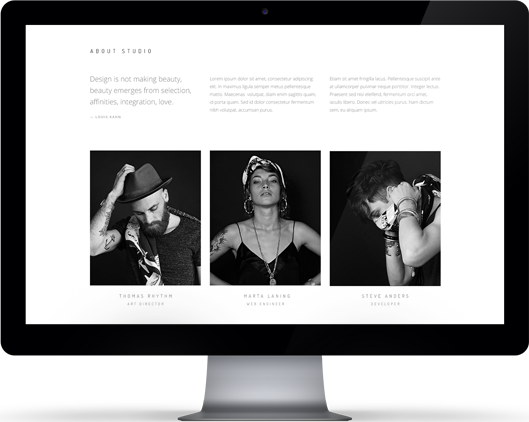 ABOUT STUDIO
Design is not making beauty,
beauty emerges from selection,
affinities, integration, love.
— LOUIS KAHN
Lorem ipsum dolor sit amet, consectetur adipiscing
elit. In maximus ligula semper metus pellentesque
mattis. Maecenas volutpat, diam enim sagittis quam,
id porta quam. Sed id dolor consectetur fermentum
nibh volutpat, accumsan purus.
Etiam sit amet fringilla lacus. Pellentesque suscipit ante
at ullamcorper pulvinar neque porttitor. Integer lectus.
Praesent sed nisi eleifend, fermentum orci amet,
iaculis libero. Donec vel ultricies purus. Nam dictum
sem, eu aliquam ipsum.
THOMAS RHYTHM
ART DIRECTOR
MARTA LANING
WEB ENGINEER
STEVE ANDERS
DEVELOPER